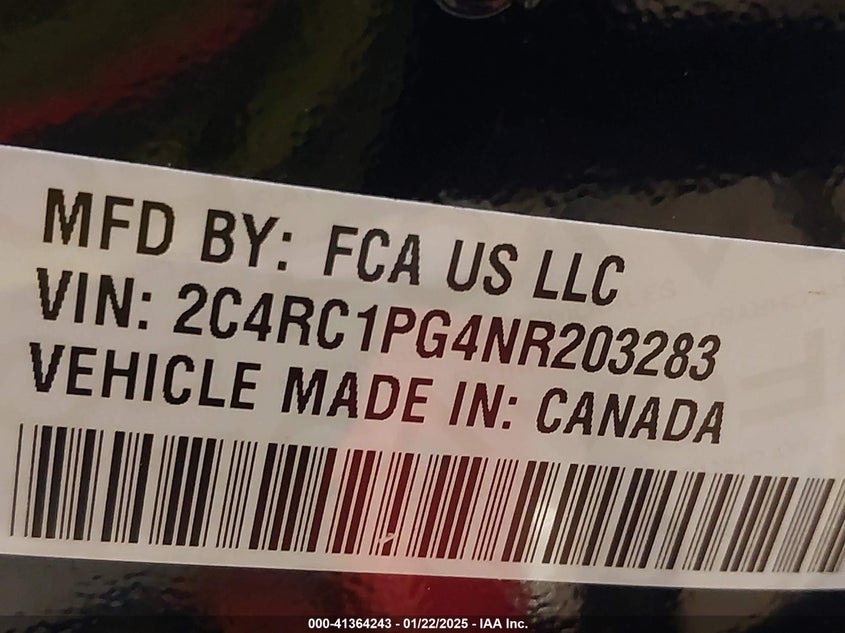 MFD BY: FCA US LLC
VIN: 2C4RC1PG4NR203283
VEHICLE MADE IN: CANADA
000-41364243 - 01/22/2025 - IAA Inc.